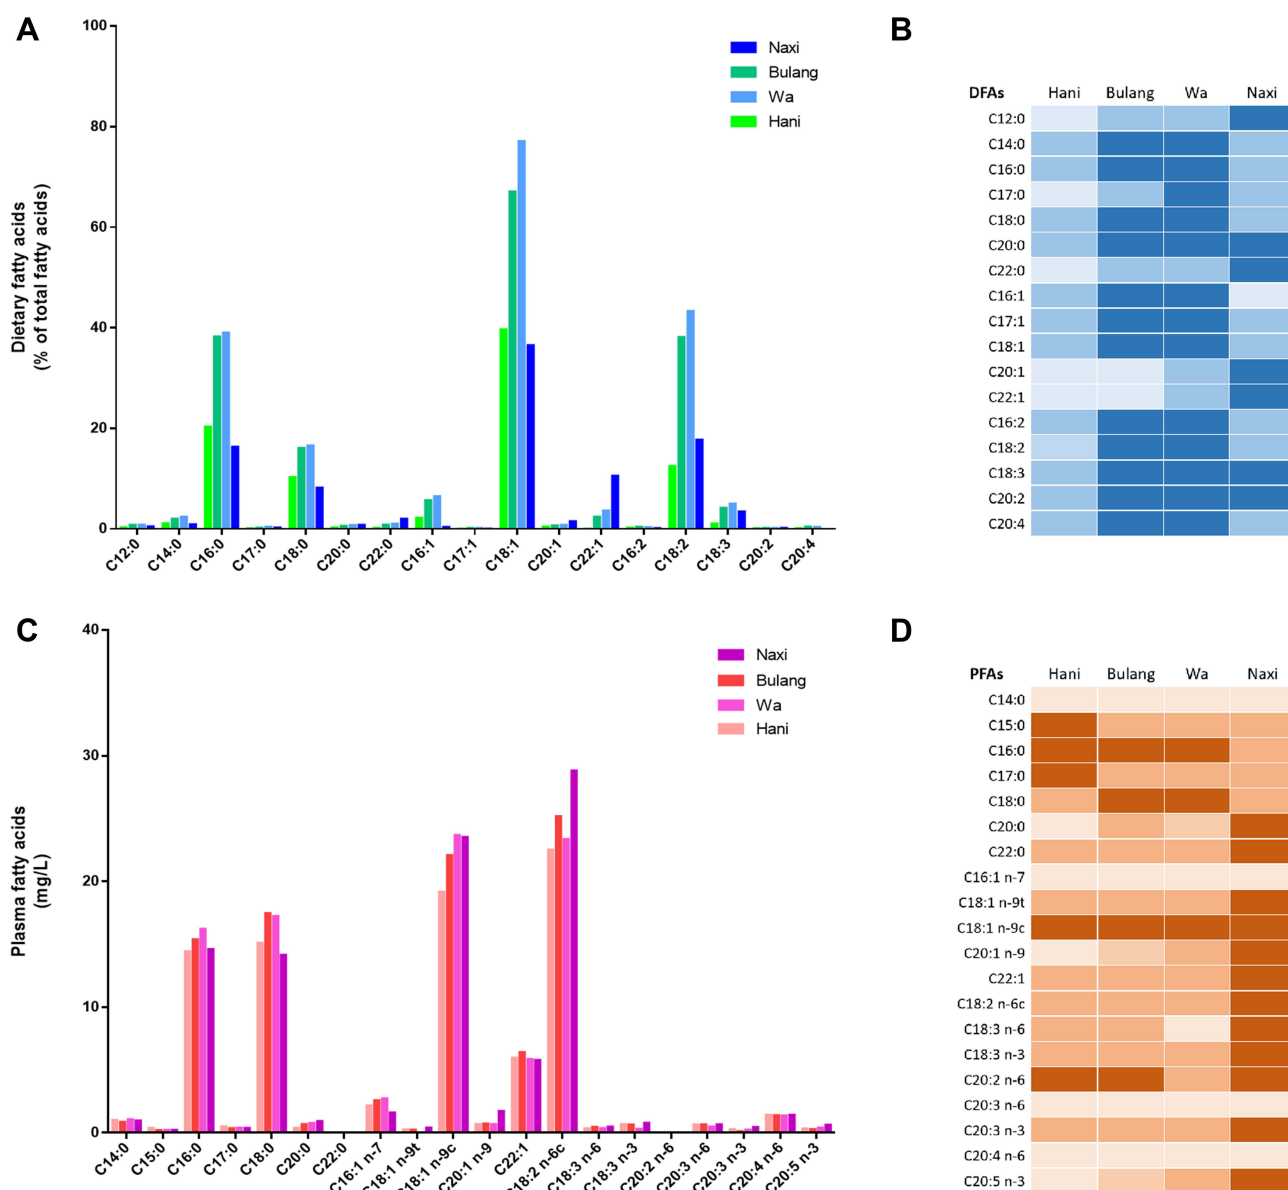 A
Dietary fatty acids
(% of total fatty acids)
100
80
60
40
20
0
Naxi
Bulang
Wa
Hani
C12:0
C14:0
C16:0
C17:0
C18:0
C20:0
C22:0
C16:1
C17:1
C18:1
C20:1
C22:1
C16:2
C18:2
C18:3
C20:2
C20:4
B
DFAs Hani Bulang Wa Naxi
C12:0
C14:0
C16:0
C17:0
C18:0
C20:0
C22:0
C16:1
C17:1
C18:1
C20:1
C22:1
C16:2
C18:2
C18:3
C20:2
C20:4
C
Plasma fatty acids
(mg/L)
40
30
20
10
0
Naxi
Bulang
Wa
Hani
C14:0
C15:0
C16:0
C17:0
C18:0
C20:0
C22:0
C16:1 n-7
C18:1 n-9t
C18:1 n-9c
C20:1 n-9
C22:1
C18:2 n-6c
C18:3 n-6
C18:3 n-3
C20:2 n-6
C20:3 n-6
C20:3 n-3
C20:4 n-6
C20:5 n-3
D
PFAs Hani Bulang Wa Naxi
C14:0
C15:0
C16:0
C17:0
C18:0
C20:0
C22:0
C16:1 n-7
C18:1 n-9t
C18:1 n-9c
C20:1 n-9
C22:1
C18:2 n-6c
C18:3 n-6
C18:3 n-3
C20:2 n-6
C20:3 n-6
C20:3 n-3
C20:4 n-6
C20:5 n-3